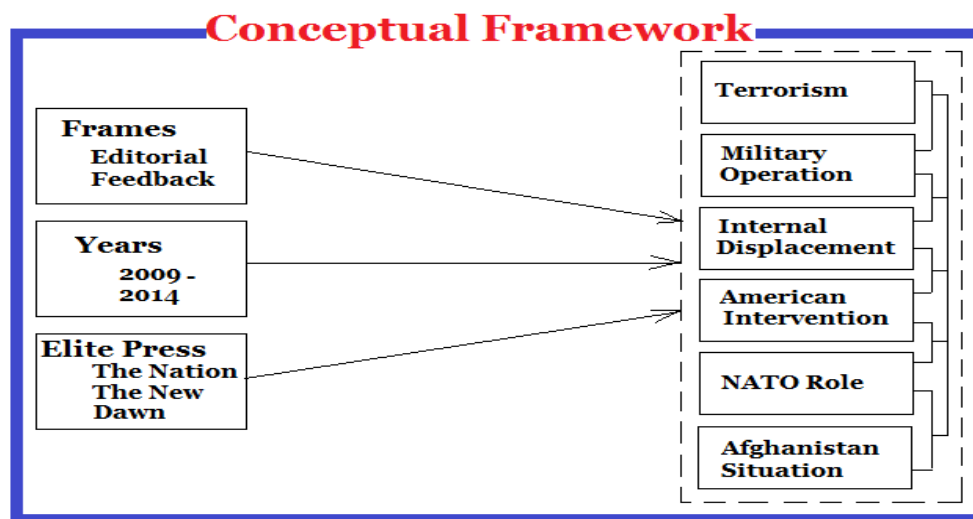 Conceptual Framework
Frames
Editorial
Feedback
Years
2009 -
2014
Elite Press
The Nation
The New
Dawn
Terrorism
Military
Operation
Internal
Displacement
American
Intervention
NATO Role
Afghanistan
Situation